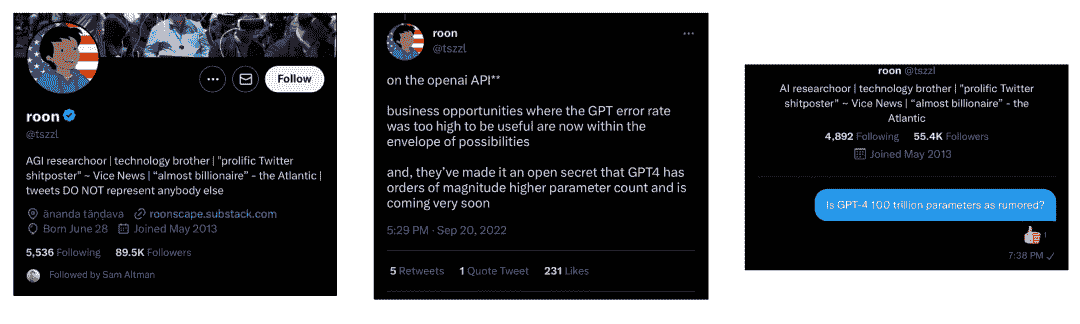 Follow
roon
@tszzl
AGI researchoor | technology brother | "prolific Twitter
shitposter" ~ Vice News | “almost billionaire” - the Atlantic |
tweets DO NOT represent anybody else
ānanda tāṇḍava roonscape.substack.com
Born June 28 Joined May 2013
5,536 Following 89.5K Followers
Followed by Sam Altman
roon
@tszzl
on the openai API**
business opportunities where the GPT error rate
was too high to be useful are now within the
envelope of possibilities
and, they've made it an open secret that GPT4 has
orders of magnitude higher parameter count and is
coming very soon
5:29 PM · Sep 20, 2022
5 Retweets 1 Quote Tweet 231 Likes
roon @tszzl
AI researchoor | technology brother | "prolific Twitter
shitposter" ~ Vice News | “almost billionaire” - the
Atlantic
4,892 Following 55.4K Followers
Joined May 2013
Is GPT-4 100 trillion parameters as rumored?
1
7:38 PM